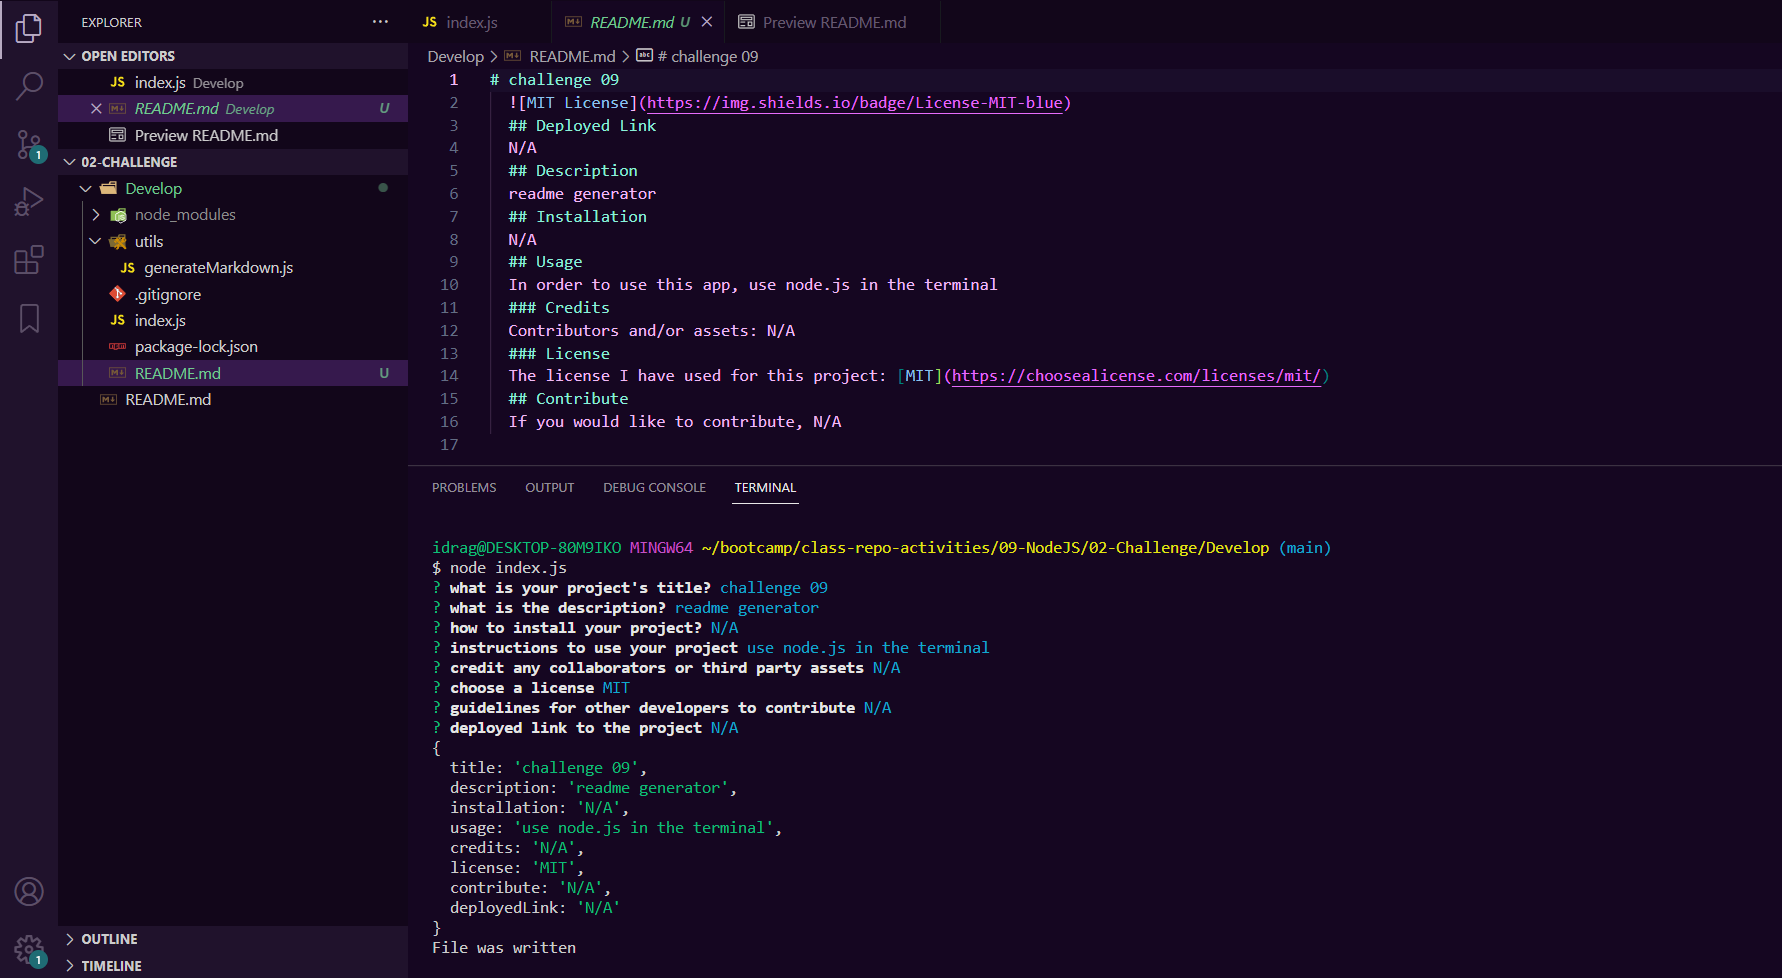 EXPLORER
OPEN EDITORS
JS index.js Develop
README.md Develop U
Preview README.md
1
02-CHALLENGE
Develop
node_modules
utils
JS generateMarkdown.js
.gitignore
JS index.js
package-lock.json
README.md U
README.md
OUTLINE
1
TIMELINE
JS index.js
README.md U
Preview README.md
Develop > README.md > # challenge 09
1 # challenge 09
2 ![MIT License](https://img.shields.io/badge/License-MIT-blue)
3 ## Deployed Link
4 N/A
5 ## Description
6 readme generator
7 ## Installation
8 N/A
9 ## Usage
10 In order to use this app, use node.js in the terminal
11 ### Credits
12 Contributors and/or assets: N/A
13 ### License
14 The license I have used for this project: [MIT](https://choosealicense.com/licenses/mit/)
15 ## Contribute
16 If you would like to contribute, N/A
17
PROBLEMS OUTPUT DEBUG CONSOLE TERMINAL
idrag@DESKTOP-80M9IKO MINGW64 ~/bootcamp/class-repo-activities/09-NodeJS/02-Challenge/Develop (main)
$ node index.js
? what is your project's title? challenge 09
? what is the description? readme generator
? how to install your project? N/A
? instructions to use your project use node.js in the terminal
? credit any collaborators or third party assets N/A
? choose a license MIT
? guidelines for other developers to contribute N/A
? deployed link to the project N/A
{
title: 'challenge 09',
description: 'readme generator',
installation: 'N/A',
usage: 'use node.js in the terminal',
credits: 'N/A',
license: 'MIT',
contribute: 'N/A',
deployedLink: 'N/A'
}
File was written